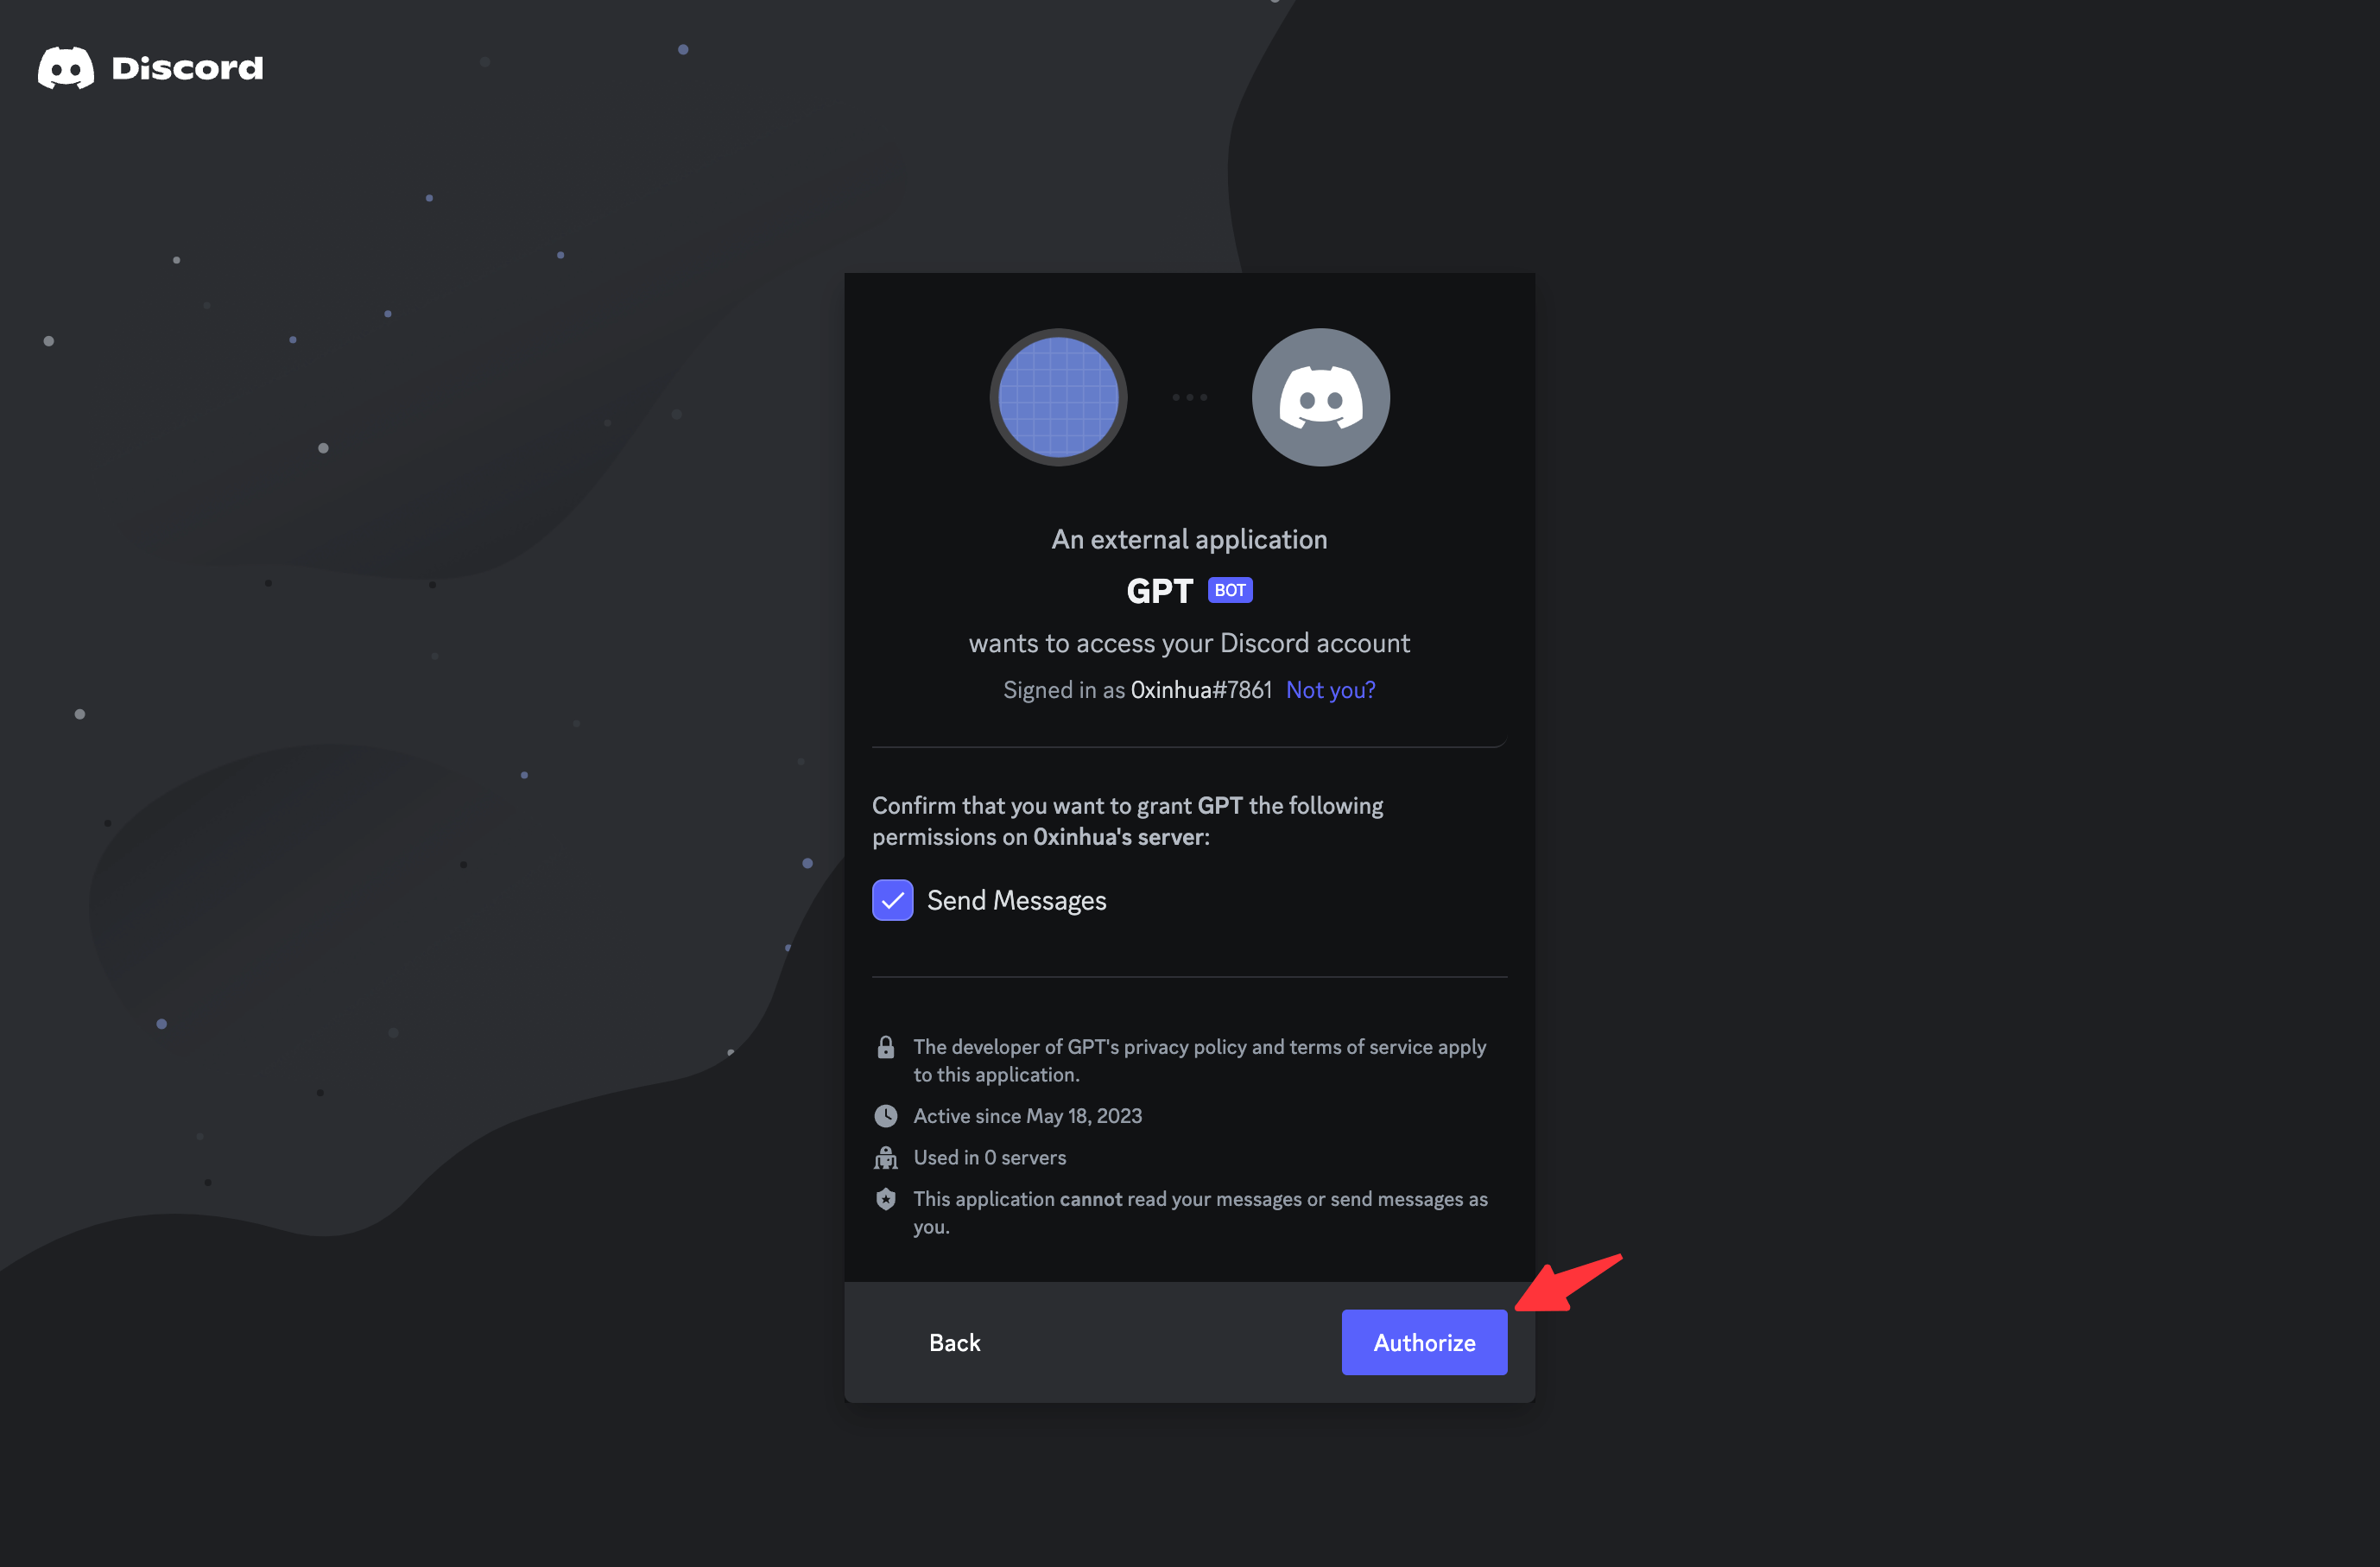 Discord
An external application
GPT BOT
wants to access your Discord account
Signed in as 0xinhua#7861 Not you?
Confirm that you want to grant GPT the following
permissions on 0xinhua's server:
Send Messages
The developer of GPT's privacy policy and terms of service apply
to this application.
Active since May 18, 2023
Used in 0 servers
This application cannot read your messages or send messages as
you.
Back
Authorize